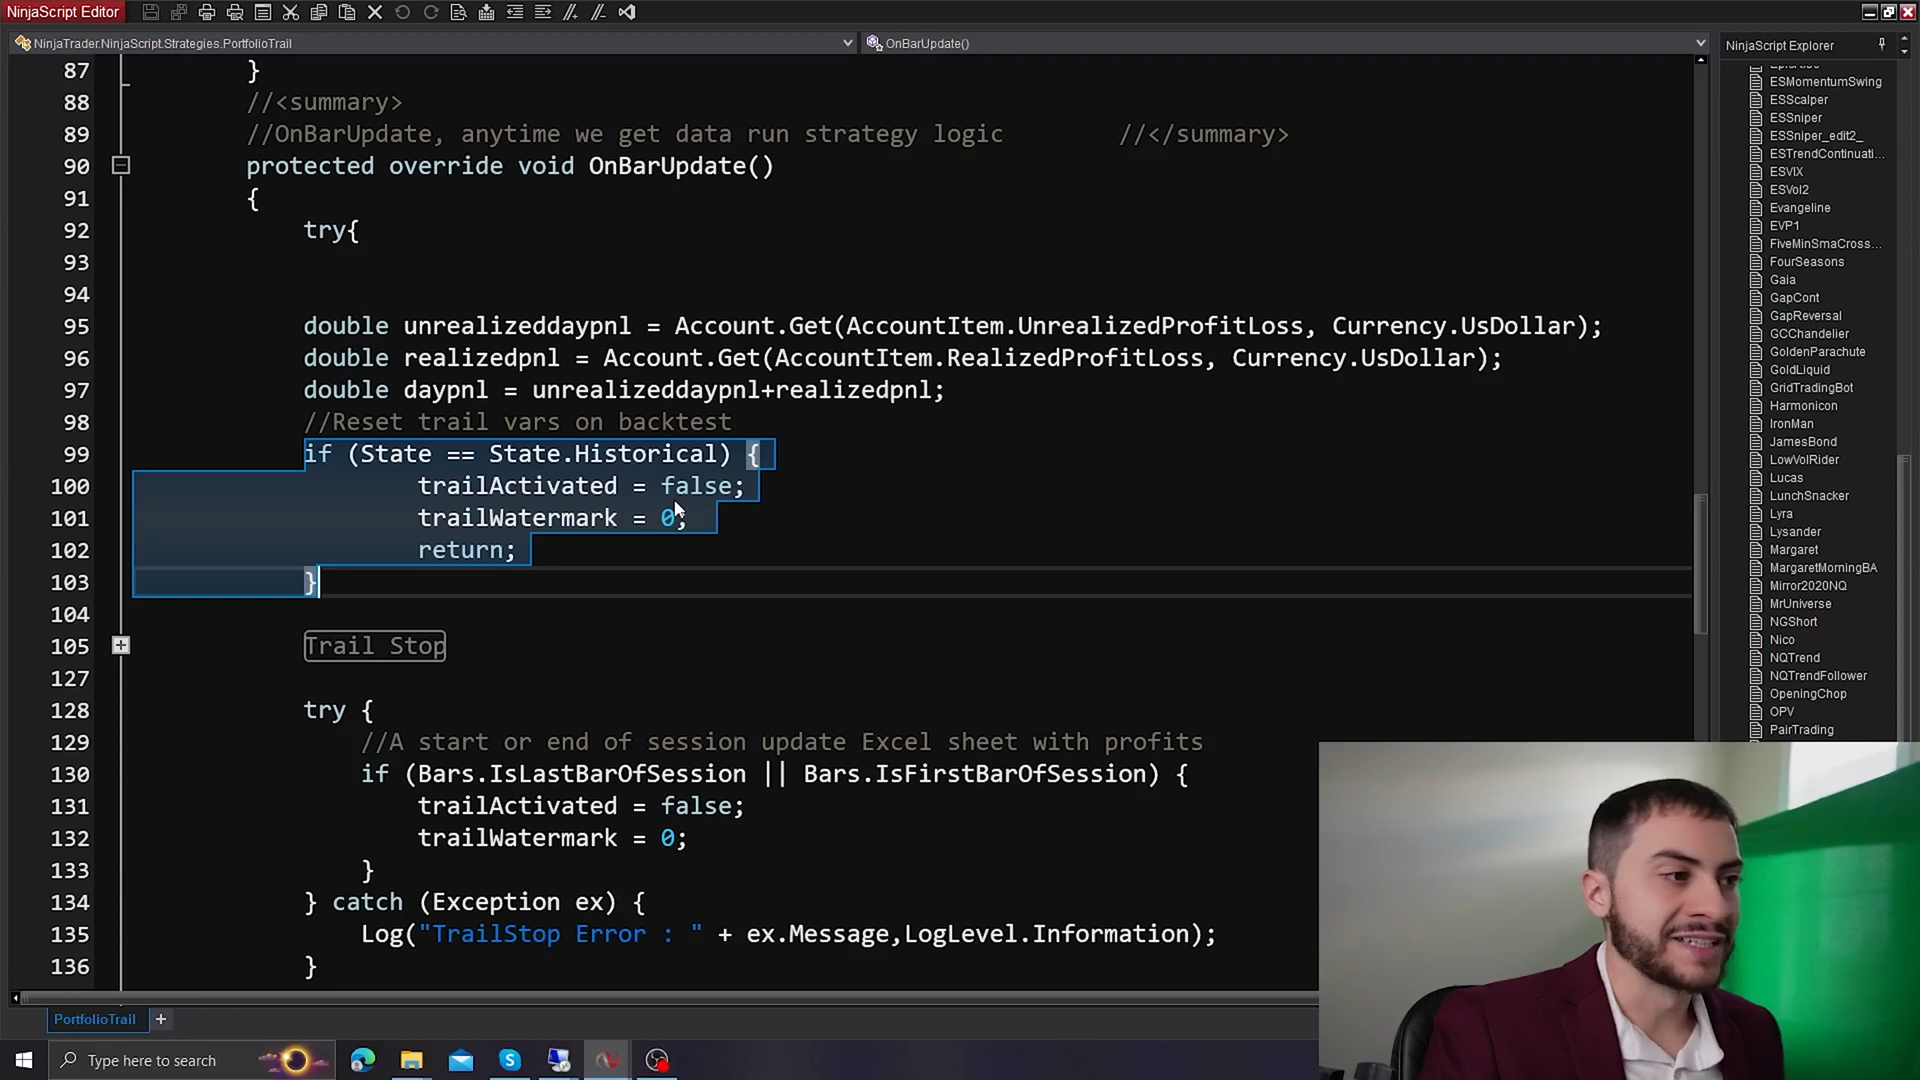 NinjaScript Editor
NinjaTrader.NinjaScript.Strategies.PortfolioTrail
OnBarUpdate()
NinjaScript Explorer
87 }
88 //<summary>
89 //OnBarUpdate, anytime we get data run strategy logic //</summary>
90 protected override void OnBarUpdate()
91 {
92 try{
93
94
95 double unrealizeddaypnl = Account.Get(AccountItem.UnrealizedProfitLoss, Currency.UsDollar);
96 double realizedpnl = Account.Get(AccountItem.RealizedProfitLoss, Currency.UsDollar);
97 double daypnl = unrealizeddaypnl+realizedpnl;
98 //Reset trail vars on backtest
99 if (State == State.Historical) {
100 trailActivated = false;
101 trailWatermark = 0;
102 return;
103 }
104
105 Trail Stop
127
128 try {
129 //A start or end of session update Excel sheet with profits
130 if (Bars.IsLastBarOfSession || Bars.IsFirstBarOfSession) {
131 trailActivated = false;
132 trailWatermark = 0;
133 }
134 } catch (Exception ex) {
135 Log("TrailStop Error : " + ex.Message,LogLevel.Information);
136 }
ESMomentumSwing
ESScalper
ESSniper
ESSniper_edit2_
ESTrendContinuati...
ESVIX
ESVol2
Evangeline
EVP1
FiveMinSmaCross...
FourSeasons
Gaia
GapCont
GapReversal
GCChandelier
GoldenParachute
GoldLiquid
GridTradingBot
Harmonicon
IronMan
JamesBond
LowVolRider
Lucas
LunchSnacker
Lyra
Lysander
Margaret
MargaretMorningBA
Mirror2020NQ
MrUniverse
NGShort
Nico
NQTrend
NQTrendFollower
OpeningChop
OPV
PairTrading
PortfolioTrail
+
Type here to search